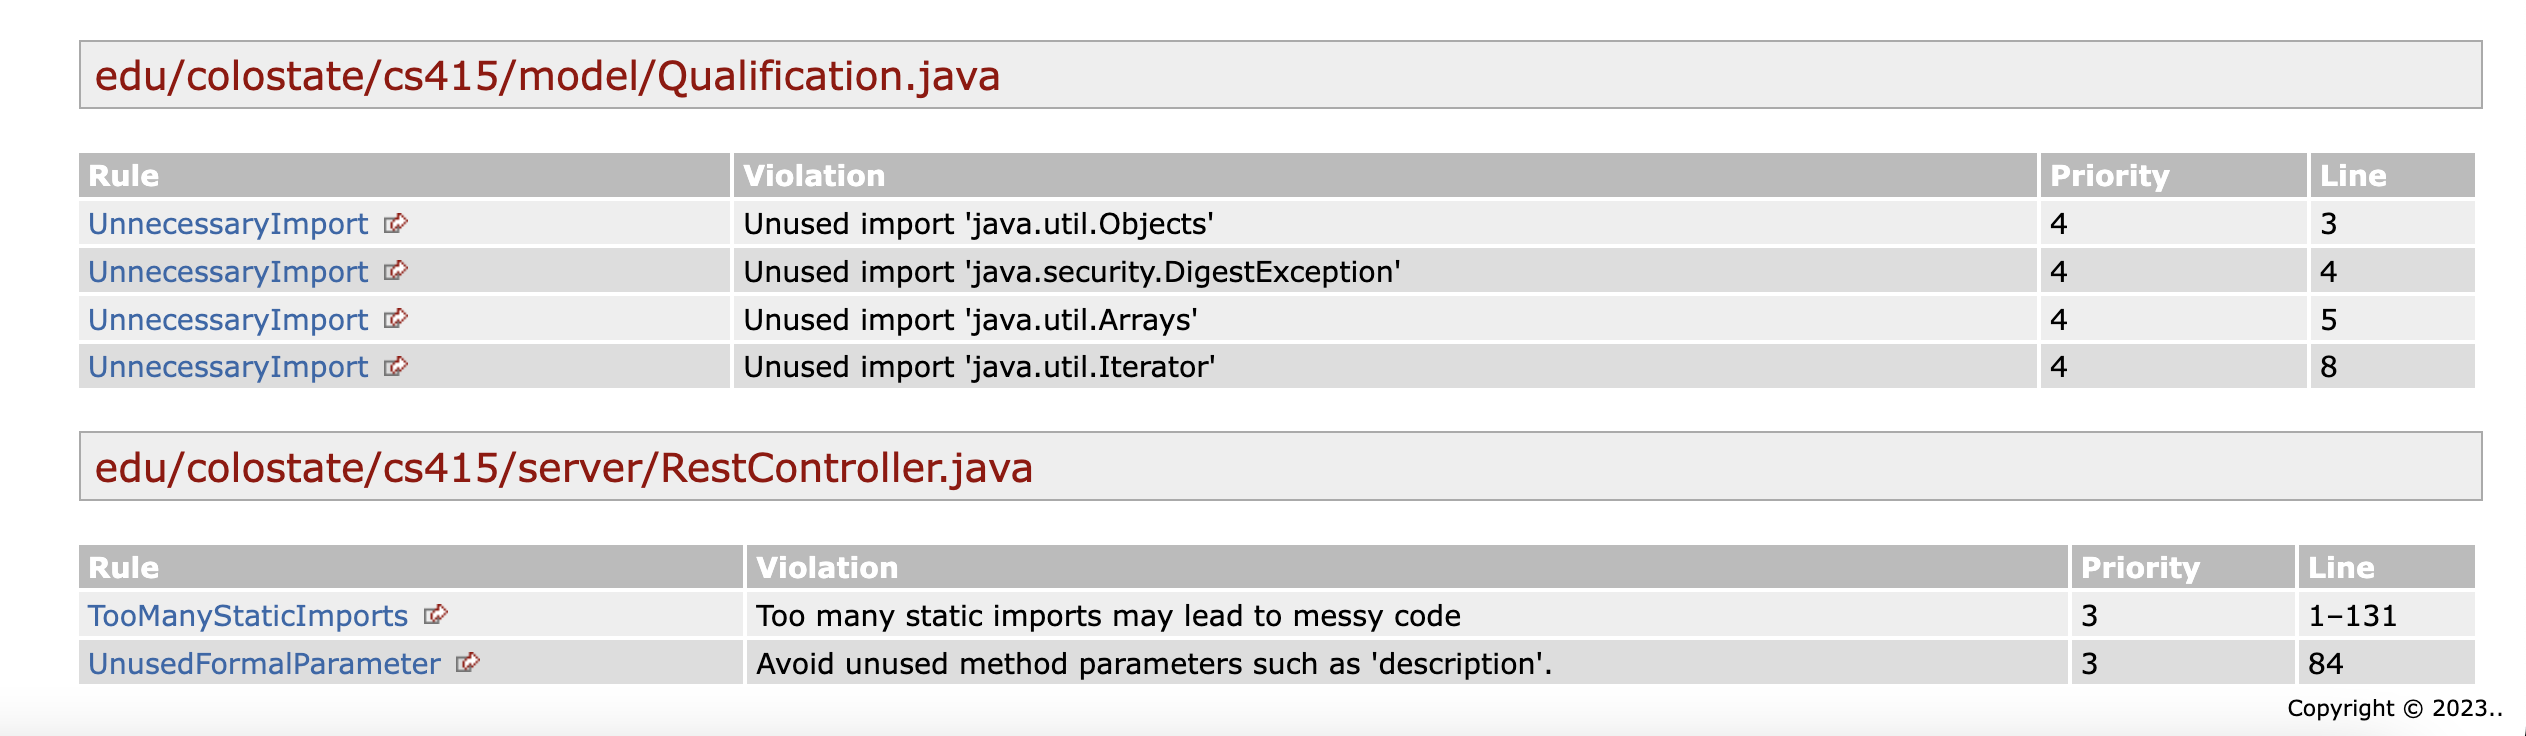 edu/colostate/cs415/model/Qualification.java
Rule Violation Priority Line
UnnecessaryImport Unused import 'java.util.Objects' 4 3
UnnecessaryImport Unused import 'java.security.DigestException' 4 4
UnnecessaryImport Unused import 'java.util.Arrays' 4 5
UnnecessaryImport Unused import 'java.util.Iterator' 4 8
edu/colostate/cs415/server/RestController.java
Rule Violation Priority Line
TooManyStaticImports Too many static imports may lead to messy code 3 1–131
UnusedFormalParameter Avoid unused method parameters such as 'description'. 3 84
Copyright © 2023..